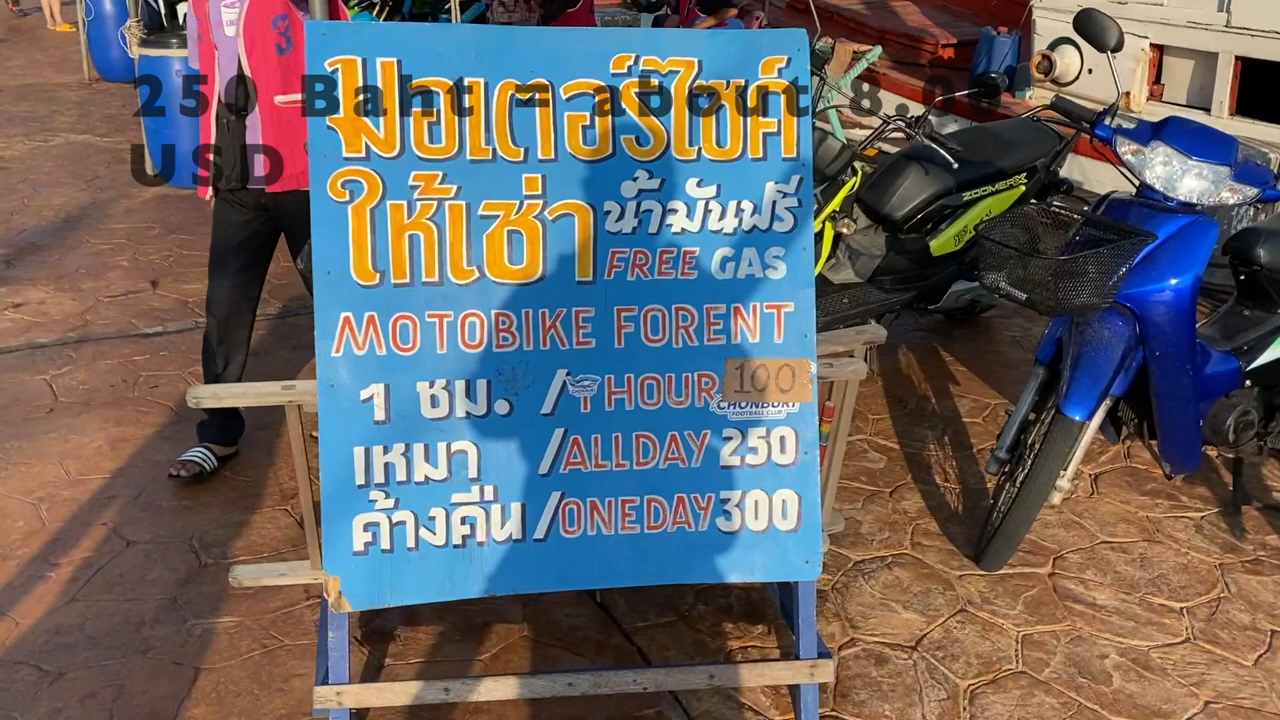 250 Baht = about 8.0
USD
มอเตอร์ไซค์
ให้เช่า น้ำมันฟรี
FREE GAS
MOTOBIKE FORENT
1 ชม. /1 HOUR 100
CHONBURI
FOOTBALL CLUB
เหมา /ALLDAY 250
ค้างคืน /ONEDAY 300
ZOOMER X